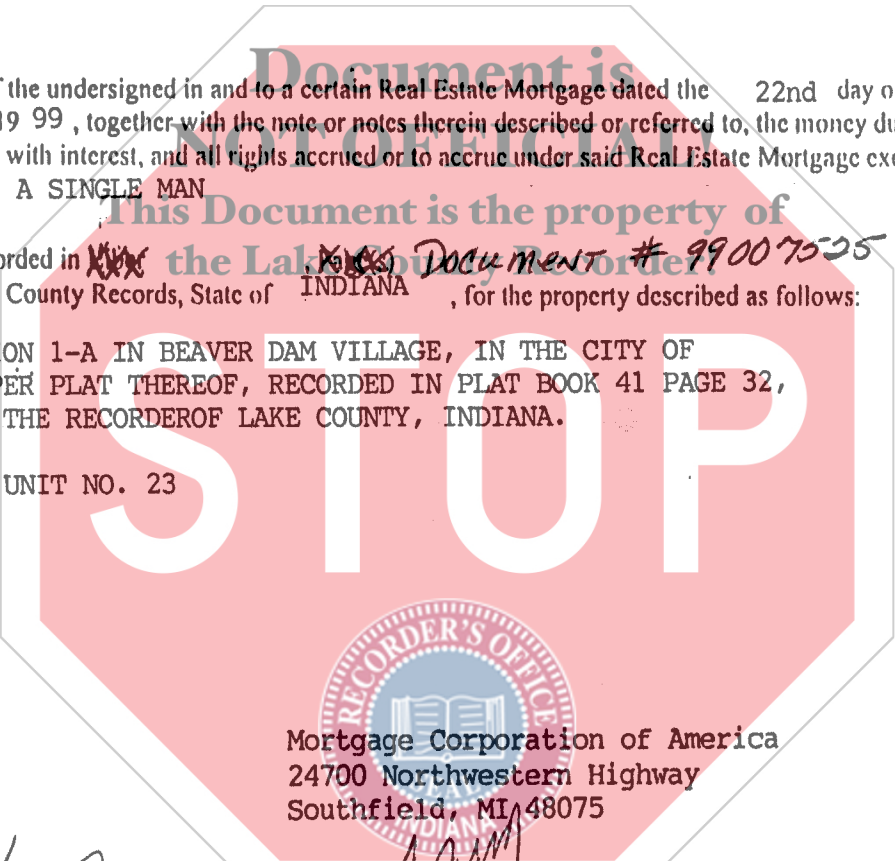 Document is
f the undersigned in and to a certain Real Estate Mortgage dated the 22nd day o
19 99 , together with the note or notes therein described or referred to, the money du
NOT OFFICIAL!
with interest, and all rights accrued or to accrue under said Real Estate Mortgage exe
A SINGLE MAN
This Document is the property of
orded in Document # 99007525
the Lake County Recorder!
County Records, State of INDIANA , for the property described as follows:
ON 1-A IN BEAVER DAM VILLAGE, IN THE CITY OF
PER PLAT THEREOF, RECORDED IN PLAT BOOK 41 PAGE 32,
THE RECORDEROF LAKE COUNTY, INDIANA.
UNIT NO. 23
STOP
RECORDER'S OFFICE
Mortgage Corporation of America
24700 Northwestern Highway
SEAL
Southfield, MI 48075
INDIANA